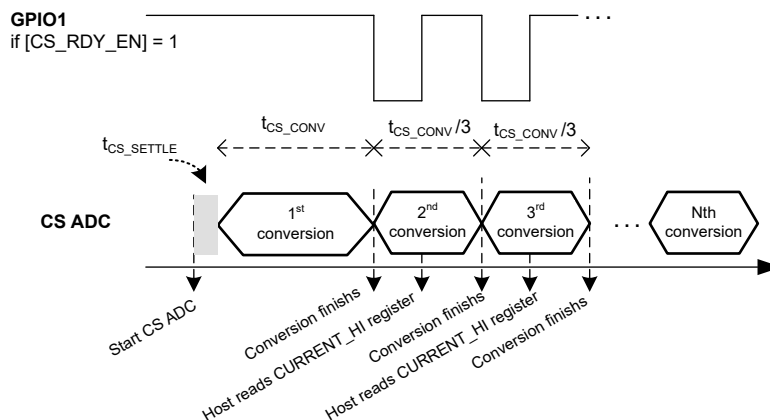 GPIO1
if [CS_RDY_EN] = 1
. . .
tCS_CONV
tCS_CONV /3
tCS_CONV /3
tCS_SETTLE
CS ADC
1st
conversion
2nd
conversion
3rd
conversion
. . .
Nth
conversion
Start CS ADC
Conversion finishs
Host reads CURRENT_HI register
Conversion finishs
Host reads CURRENT_HI register
Conversion finishs